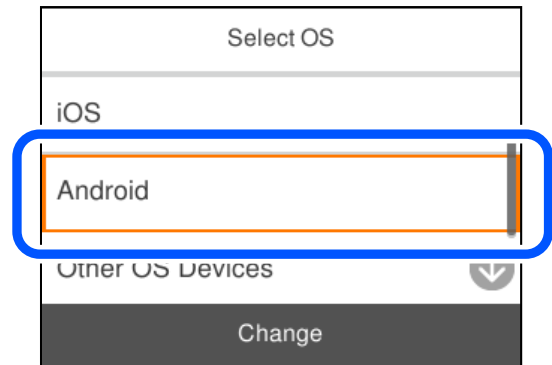 Select OS
iOS
Android
Other OS Devices
Change